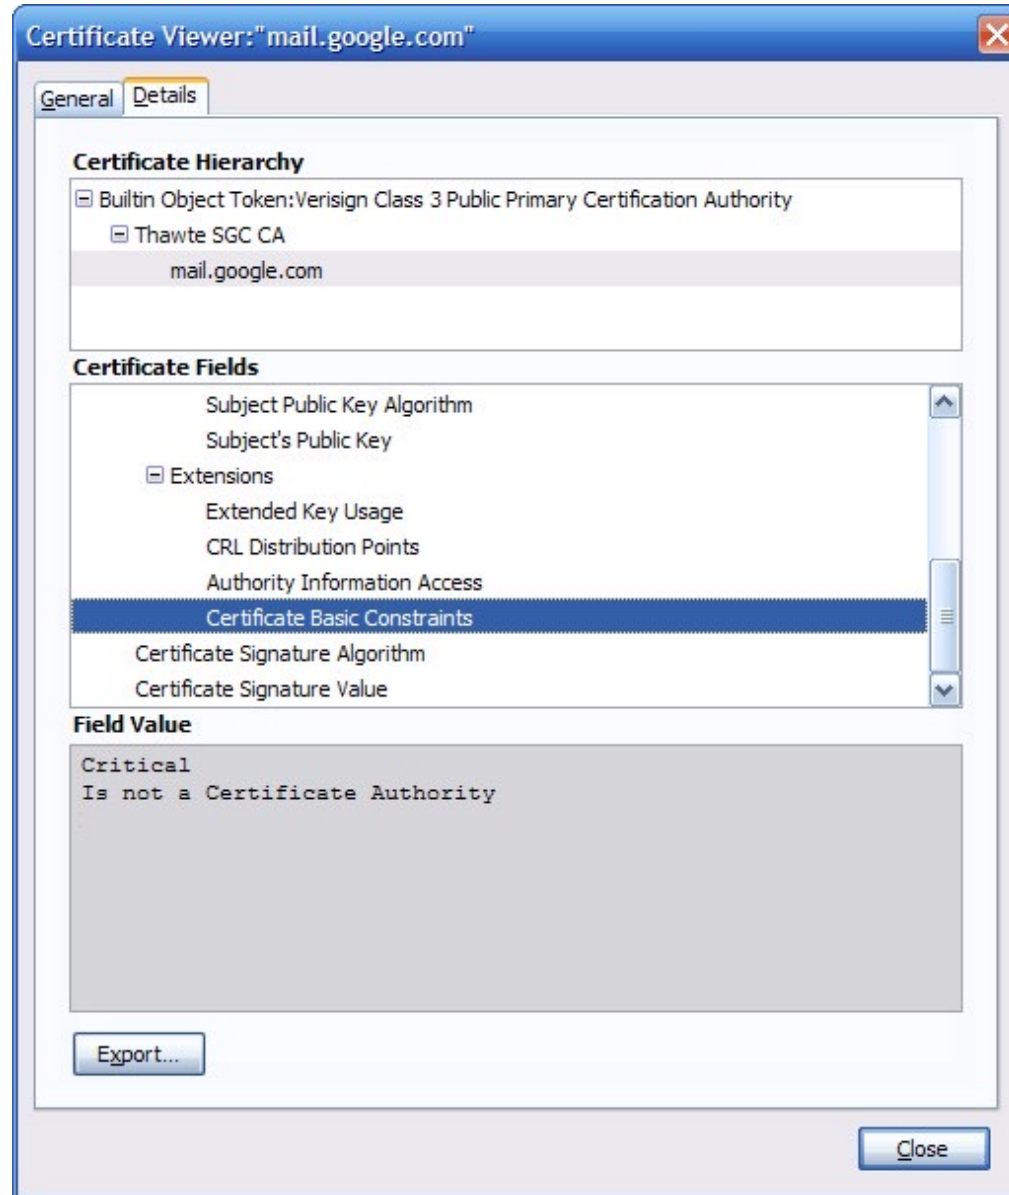 Certificate Viewer:"mail.google.com"
General
Details
Certificate Hierarchy
Builtin Object Token:Verisign Class 3 Public Primary Certification Authority
Thawte SGC CA
mail.google.com
Certificate Fields
Subject Public Key Algorithm
Subject's Public Key
Extensions
Extended Key Usage
CRL Distribution Points
Authority Information Access
Certificate Basic Constraints
Certificate Signature Algorithm
Certificate Signature Value
Field Value
Critical
Is not a Certificate Authority
Export...
Close